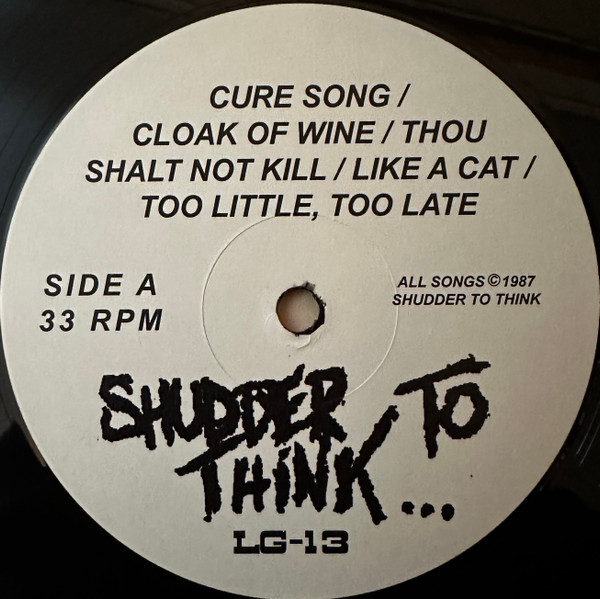 CURE SONG /
CLOAK OF WINE / THOU
SHALT NOT KILL / LIKE A CAT /
TOO LITTLE, TOO LATE
SIDE A
33 RPM
ALL SONGS © 1987
SHUDDER TO THINK
SHUDDER TO
THiNK...
LG-13